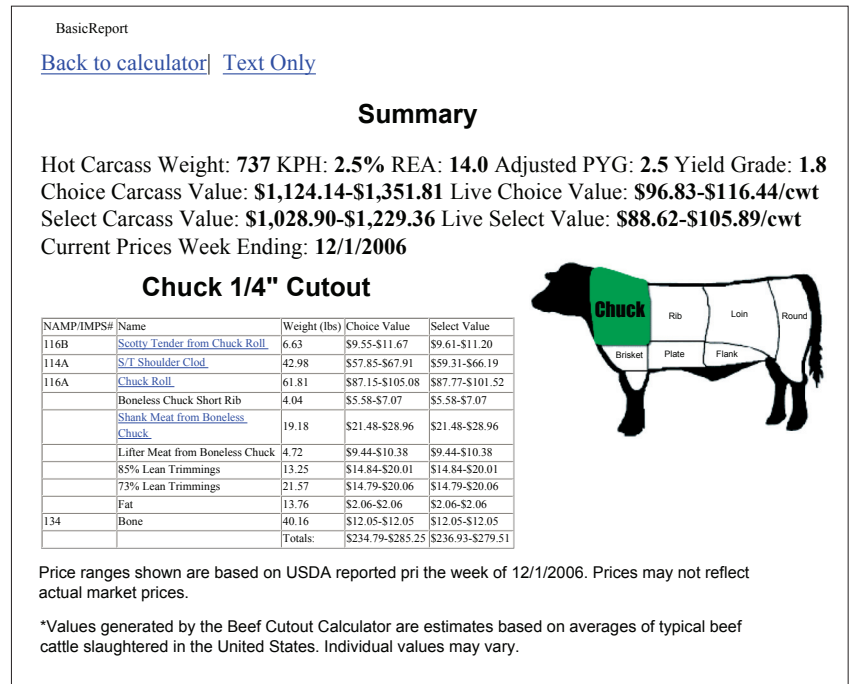 BasicReport
Back to calculator| Text Only
Summary
Hot Carcass Weight: 737 KPH: 2.5% REA: 14.0 Adjusted PYG: 2.5 Yield Grade: 1.8
Choice Carcass Value: $1,124.14-$1,351.81 Live Choice Value: $96.83-$116.44/cwt
Select Carcass Value: $1,028.90-$1,229.36 Live Select Value: $88.62-$105.89/cwt
Current Prices Week Ending: 12/1/2006
Chuck 1/4" Cutout
NAMP/IMPS# Name Weight (lbs) Choice Value Select Value
116B Scotty Tender from Chuck Roll 6.63 $9.55-$11.67 $9.61-$11.20
114A S/T Shoulder Clod 42.98 $57.85-$67.91 $59.31-$66.19
116A Chuck Roll 61.81 $87.15-$105.08 $87.77-$101.52
Boneless Chuck Short Rib 4.04 $5.58-$7.07 $5.58-$7.07
Shank Meat from Boneless
Chuck 19.18 $21.48-$28.96 $21.48-$28.96
Lifter Meat from Boneless Chuck 4.72 $9.44-$10.38 $9.44-$10.38
85% Lean Trimmings 13.25 $14.84-$20.01 $14.84-$20.01
73% Lean Trimmings 21.57 $14.79-$20.06 $14.79-$20.06
Fat 13.76 $2.06-$2.06 $2.06-$2.06
134 Bone 40.16 $12.05-$12.05 $12.05-$12.05
Totals: $234.79-$285.25 $236.93-$279.51
Chuck Rib Loin Round
Brisket Plate Flank
Price ranges shown are based on USDA reported pri the week of 12/1/2006. Prices may not reflect
actual market prices.
*Values generated by the Beef Cutout Calculator are estimates based on averages of typical beef
cattle slaughtered in the United States. Individual values may vary.